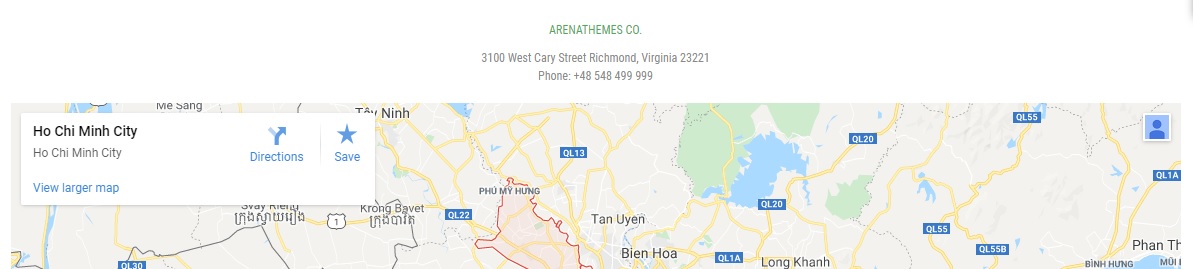 ARENATHEMES CO.
3100 West Cary Street Richmond, Virginia 23221
Phone: +48 548 499 999
Ho Chi Minh City
Ho Chi Minh City
Directions
Save
View larger map
Me Sang
Tây Ninh
QL55
QL20
QL13
QL1A
PHÚ MỸ HƯNG
Svay Rieng
ក្រុងស្វាយរៀង
1
Krong Bavet
ក្រុងបាវិត
QL22
Tan Uyen
QL20
QL55
Bien Hoa
QL55B
Phan Th
QL30
QL1A
Long Khanh
BÌNH HƯNG
MŨI